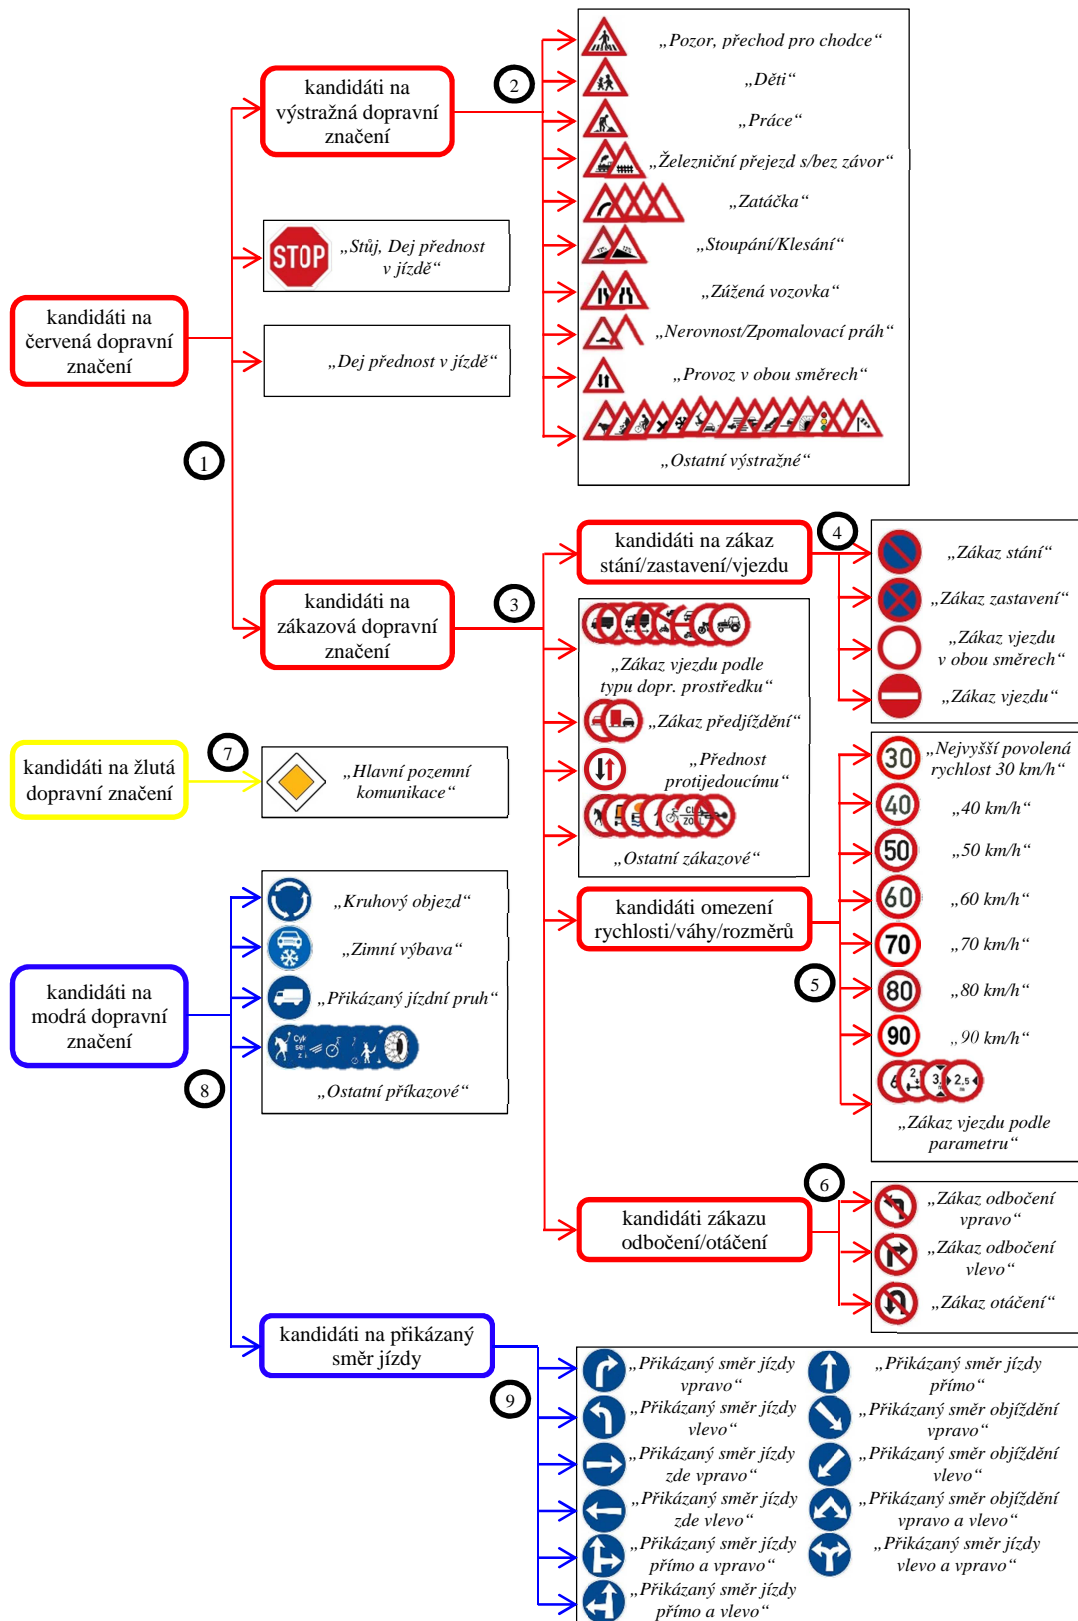 kandidáti na
výstražná dopravní
značení
2
„Pozor, přechod pro chodce“
„Děti“
„Práce“
„Železniční přejezd s/bez závor“
„Zatáčka“
„Stoupání/Klesání“
„Zúžená vozovka“
„Nerovnost/Zpomalovací práh“
„Provoz v obou směrech“
„Ostatní výstražné“
STOP
„Stůj, Dej přednost
v jízdě“
kandidáti na
červená dopravní
značení
„Dej přednost v jízdě“
1
kandidáti na
zákazová dopravní
značení
3
kandidáti na zákaz
stání/zastavení/vjezdu
4
„Zákaz stání“
„Zákaz zastavení“
„Zákaz vjezdu
v obou směrech“
„Zákaz vjezdu“
„Zákaz vjezdu podle
typu dopr. prostředku“
„Zákaz předjíždění“
„Přednost
protijedoucímu“
„Ostatní zákazové“
kandidáti omezení
rychlosti/váhy/rozměrů
5
30
„Nejvyšší povolená
rychlost 30 km/h“
40
„40 km/h“
50
„50 km/h“
60
„60 km/h“
70
„70 km/h“
80
„80 km/h“
90
„90 km/h“
6 2 3, 2,5
„Zákaz vjezdu podle
parametru“
kandidáti zákazu
odbočení/otáčení
6
„Zákaz odbočení
vpravo“
„Zákaz odbočení
vlevo“
„Zákaz otáčení“
kandidáti na žlutá
dopravní značení
7
„Hlavní pozemní
komunikace“
kandidáti na
modrá dopravní
značení
8
„Kruhový objezd“
„Zimní výbava“
„Přikázaný jízdní pruh“
„Ostatní příkazové“
kandidáti na přikázaný
směr jízdy
9
„Přikázaný směr jízdy
vpravo“
„Přikázaný směr jízdy
vlevo“
„Přikázaný směr jízdy
zde vpravo“
„Přikázaný směr jízdy
zde vlevo“
„Přikázaný směr jízdy
přímo a vpravo“
„Přikázaný směr jízdy
přímo a vlevo“
„Přikázaný směr jízdy
přímo“
„Přikázaný směr objíždění
vpravo“
„Přikázaný směr objíždění
vlevo“
„Přikázaný směr objíždění
vpravo a vlevo“
„Přikázaný směr jízdy
vlevo a vpravo“